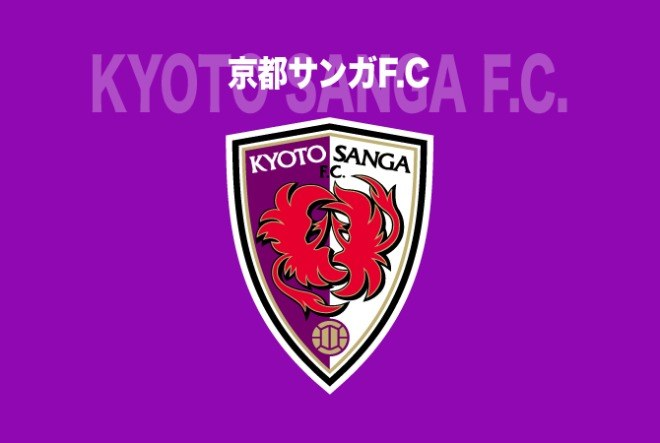 KYOTO SANGA F.C.
京都サンガF.C
KYOTO SANGA
F.C.